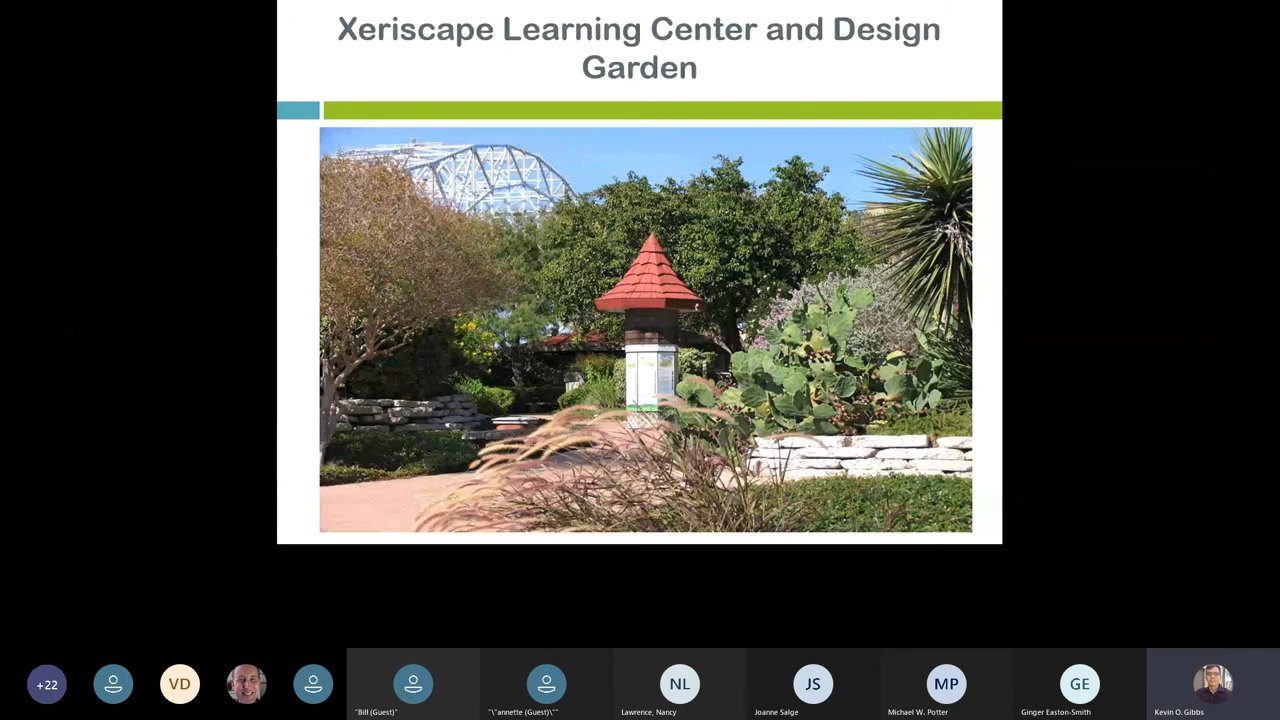 Xeriscape Learning Center and Design
Garden
+22
VD
"Bill (Guest)"
"\"annette (Guest)\""
NL
Lawrence, Nancy
JS
Joanne Salge
MP
Michael W. Potter
GE
Ginger Easton-Smith
Kevin O. Gibbs